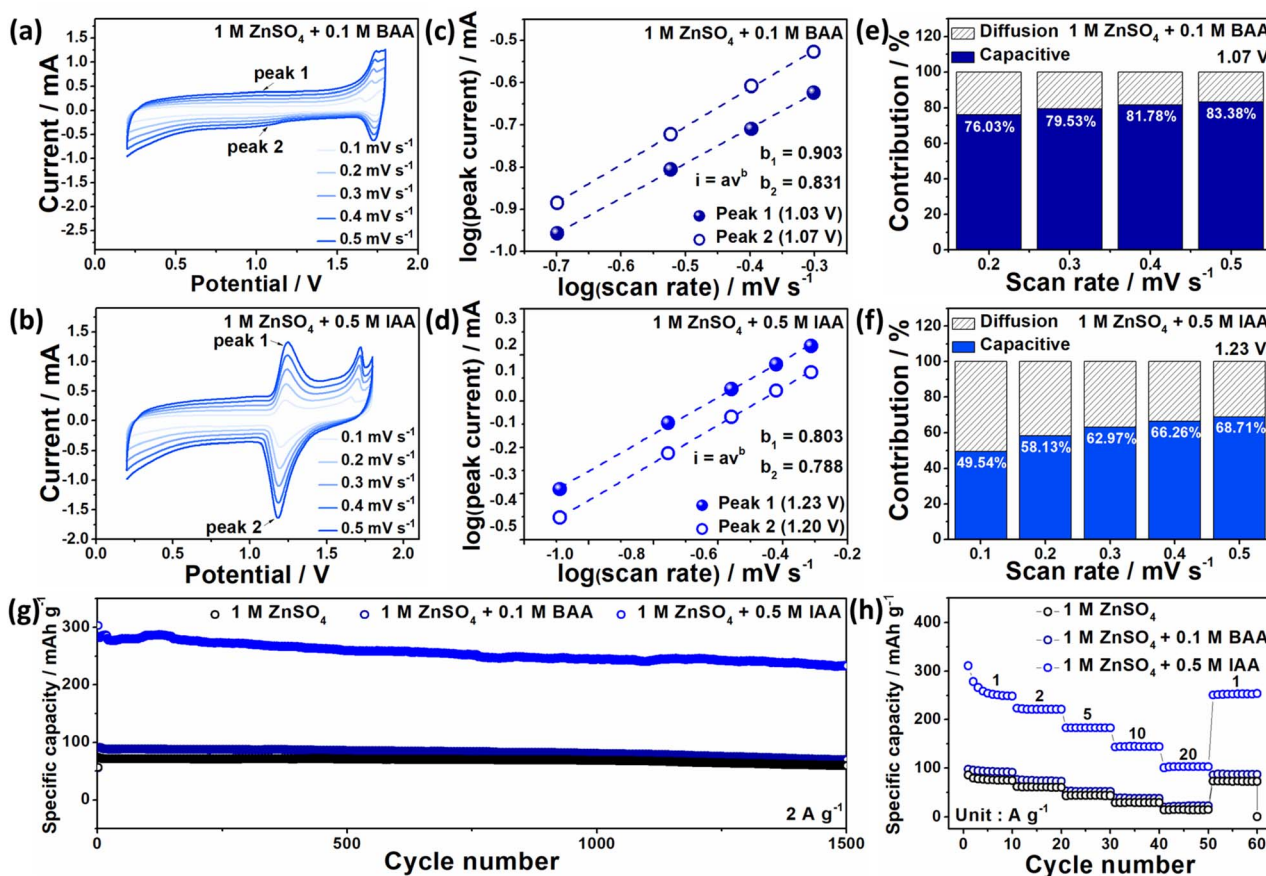 (a)
1 M ZnSO₄ + 0.1 M BAA
Current / mA
1.5
1.0
0.5
0.0
-0.5
-1.0
-1.5
-2.0
-2.5
peak 1
peak 2
0.1 mV s⁻¹
0.2 mV s⁻¹
0.3 mV s⁻¹
0.4 mV s⁻¹
0.5 mV s⁻¹
0.0 0.5 1.0 1.5 2.0
Potential / V
(c)
1 M ZnSO₄ + 0.1 M BAA
log(peak current) / mA
-0.5
-0.6
-0.7
-0.8
-0.9
-1.0
b₁ = 0.903
i = avᵇ
b₂ = 0.831
Peak 1 (1.03 V)
Peak 2 (1.07 V)
-0.7 -0.6 -0.5 -0.4 -0.3
log(scan rate) / mV s⁻¹
(e)
Contribution / %
120
100
80
60
40
20
0
Diffusion 1 M ZnSO₄ + 0.1 M BAA
Capacitive 1.07 V
76.03% 79.53% 81.78% 83.38%
0.2 0.3 0.4 0.5
Scan rate / mV s⁻¹
(b)
1 M ZnSO₄ + 0.5 M IAA
Current / mA
1.5
1.0
0.5
0.0
-0.5
-1.0
-1.5
-2.0
peak 1
peak 2
0.1 mV s⁻¹
0.2 mV s⁻¹
0.3 mV s⁻¹
0.4 mV s⁻¹
0.5 mV s⁻¹
0.0 0.5 1.0 1.5 2.0
Potential / V
(d)
1 M ZnSO₄ + 0.5 M IAA
log(peak current) / mA
0.3
0.2
0.1
0.0
-0.1
-0.2
-0.3
-0.4
-0.5
b₁ = 0.803
i = avᵇ
b₂ = 0.788
Peak 1 (1.23 V)
Peak 2 (1.20 V)
-1.0 -0.8 -0.6 -0.4 -0.2
log(scan rate) / mV s⁻¹
(f)
Contribution / %
120
100
80
60
40
20
0
Diffusion 1 M ZnSO₄ + 0.5 M IAA
Capacitive 1.23 V
49.54% 58.13% 62.97% 66.26% 68.71%
0.1 0.2 0.3 0.4 0.5
Scan rate / mV s⁻¹
(g)
1 M ZnSO₄ 1 M ZnSO₄ + 0.1 M BAA 1 M ZnSO₄ + 0.5 M IAA
Specific capacity / mAh g⁻¹
300
250
100
50
0
2 A g⁻¹
0 500 1000 1500
Cycle number
(h)
Specific capacity / mAh g⁻¹
500
400
300
200
100
0
1 M ZnSO₄
1 M ZnSO₄ + 0.1 M BAA
1 M ZnSO₄ + 0.5 M IAA
1 2 5 10 20 1
Unit : A g⁻¹
0 10 20 30 40 50 60
Cycle number